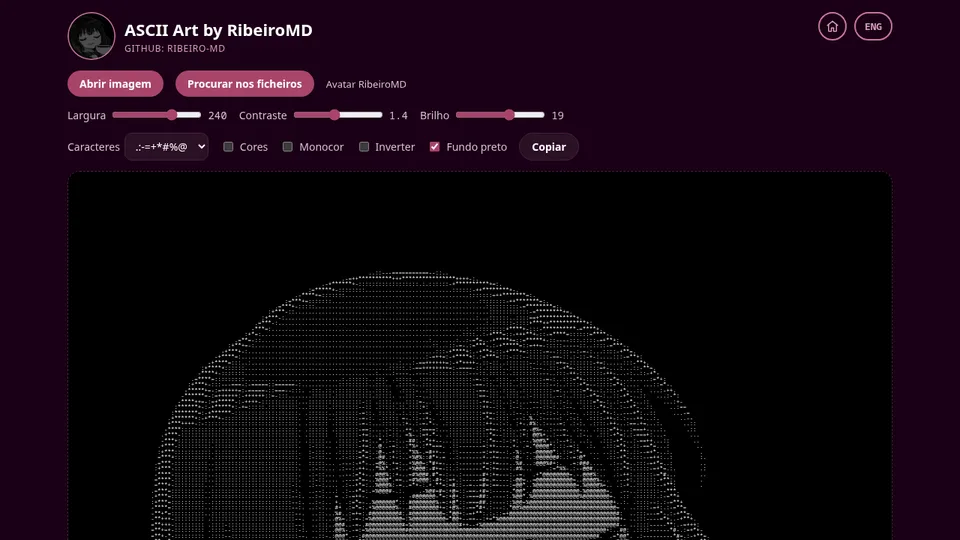 ASCII Art by RibeiroMD
GITHUB: RIBEIRO-MD
ENG
Abrir imagem Procurar nos ficheiros Avatar RibeiroMD
Largura 240 Contraste 1.4 Brilho 19
Caracteres .:-=+*#%@ Cores Monocor Inverter Fundo preto Copiar